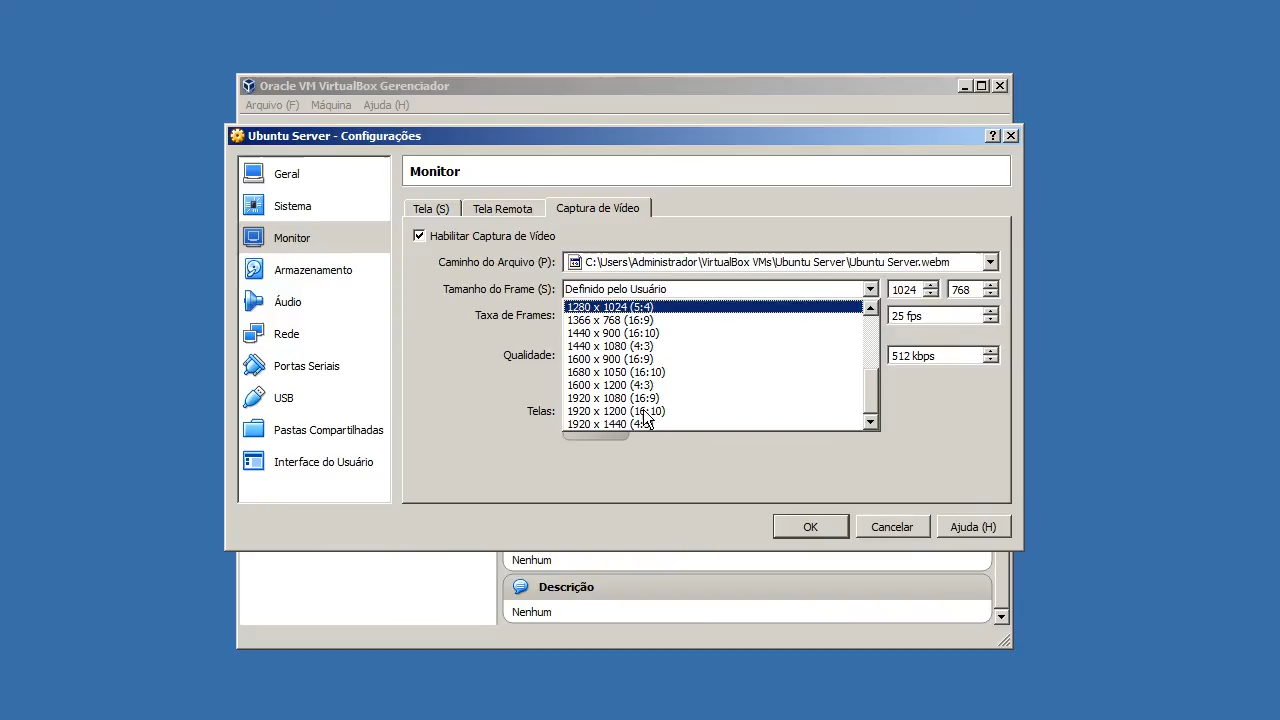 Oracle VM VirtualBox Gerenciador
Arquivo (F) Máquina Ajuda (H)
Ubuntu Server - Configurações
Geral
Sistema
Monitor
Armazenamento
Áudio
Rede
Portas Seriais
USB
Pastas Compartilhadas
Interface do Usuário
Monitor
Tela (S) Tela Remota Captura de Vídeo
Habilitar Captura de Vídeo
Caminho do Arquivo (P): C:\Users\Administrador\VirtualBox VMs\Ubuntu Server\Ubuntu Server.webm
Tamanho do Frame (S): Definido pelo Usuário 1024 768
Taxa de Frames: 25 fps
Qualidade: 512 kbps
Telas:
1280 x 1024 (5:4)
1366 x 768 (16:9)
1440 x 900 (16:10)
1440 x 1080 (4:3)
1600 x 900 (16:9)
1680 x 1050 (16:10)
1600 x 1200 (4:3)
1920 x 1080 (16:9)
1920 x 1200 (16:10)
1920 x 1440 (4:3)
OK Cancelar Ajuda (H)
Nenhum
Descrição
Nenhum